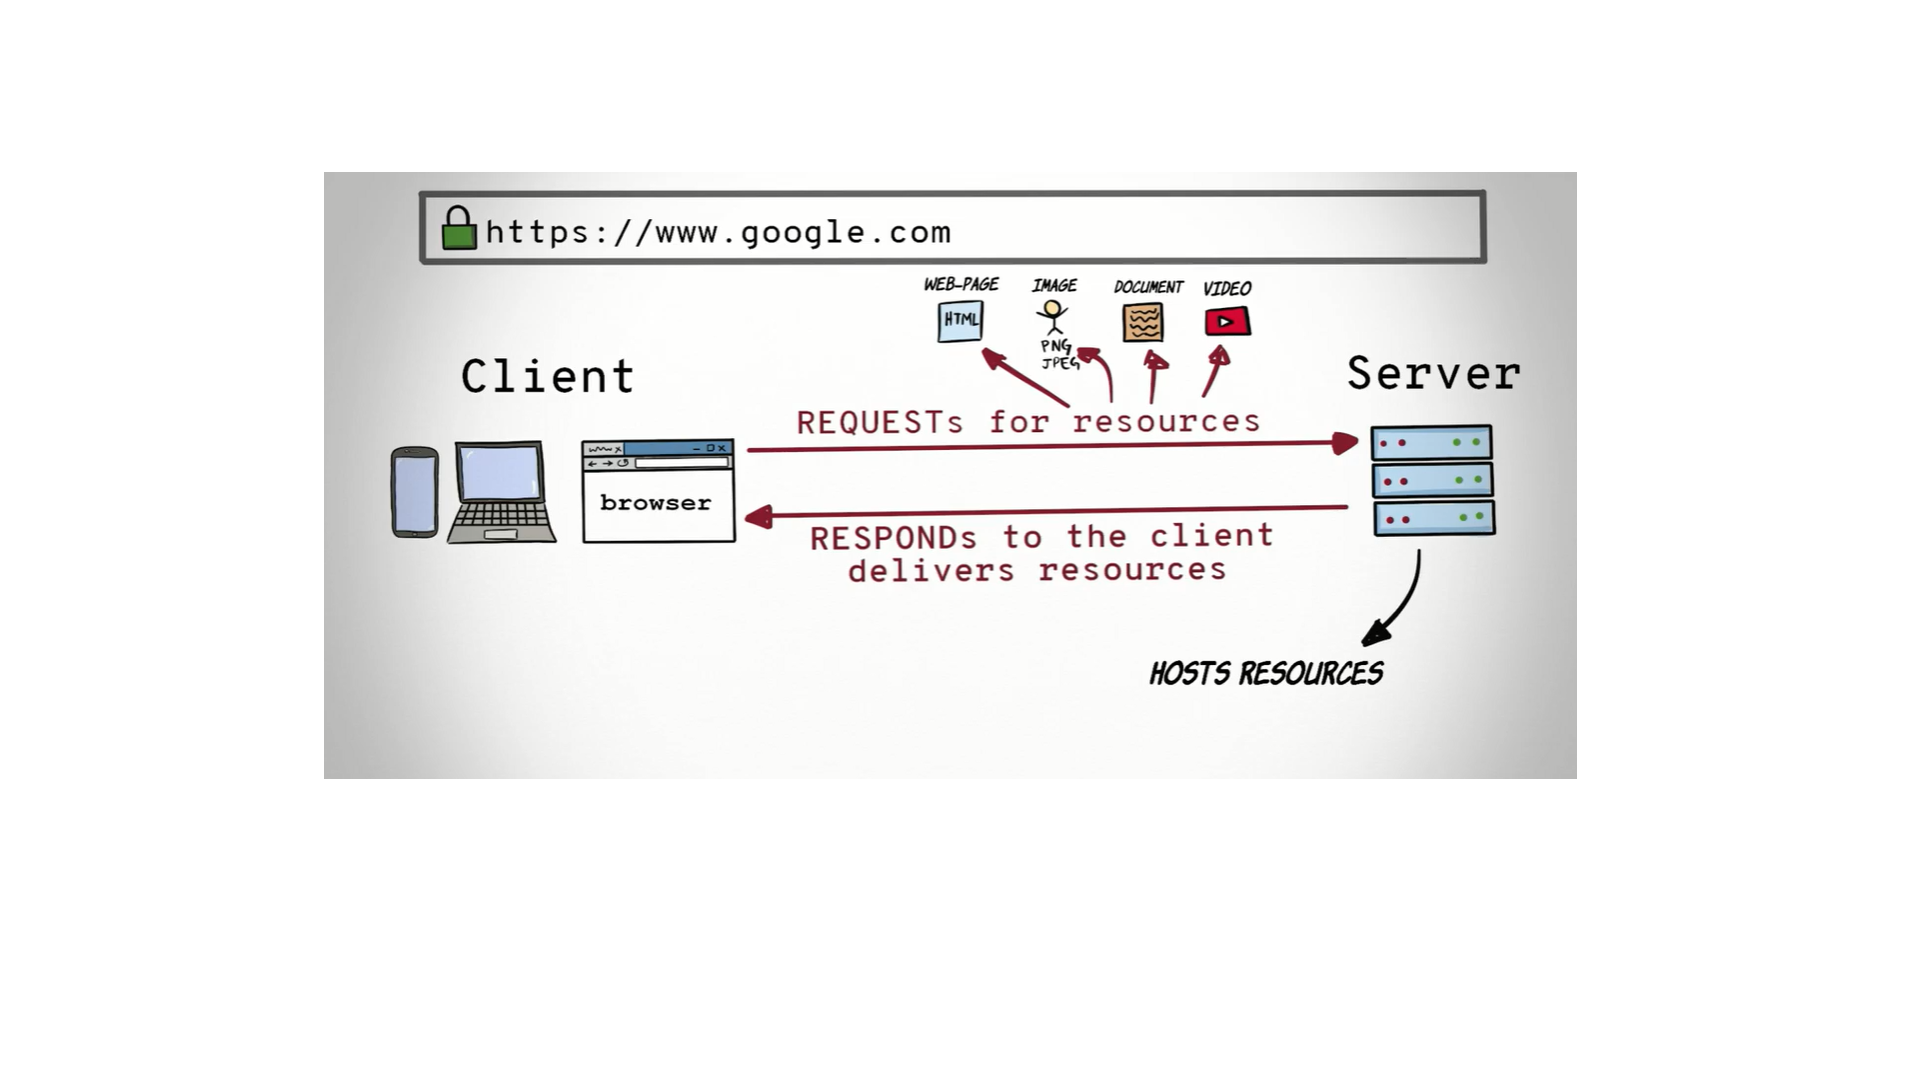 https://www.google.com
WEB-PAGE
IMAGE
DOCUMENT
VIDEO
HTML
PNG
JPEG
Client
Server
REQUESTs for resources
browser
RESPONDs to the client
delivers resources
HOSTS RESOURCES